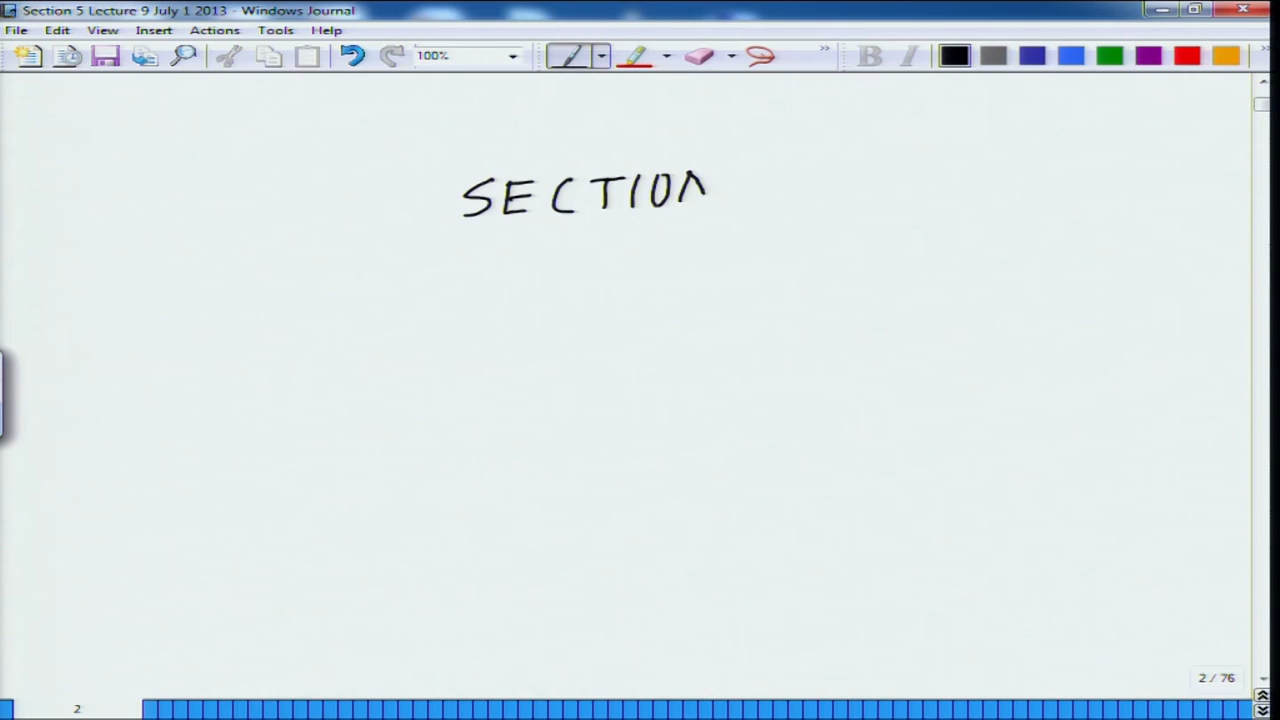 Section 5 Lecture 9 July 1 2013 - Windows Journal
File Edit View Insert Actions Tools Help
100%
B I
SECTION
2 / 76
2